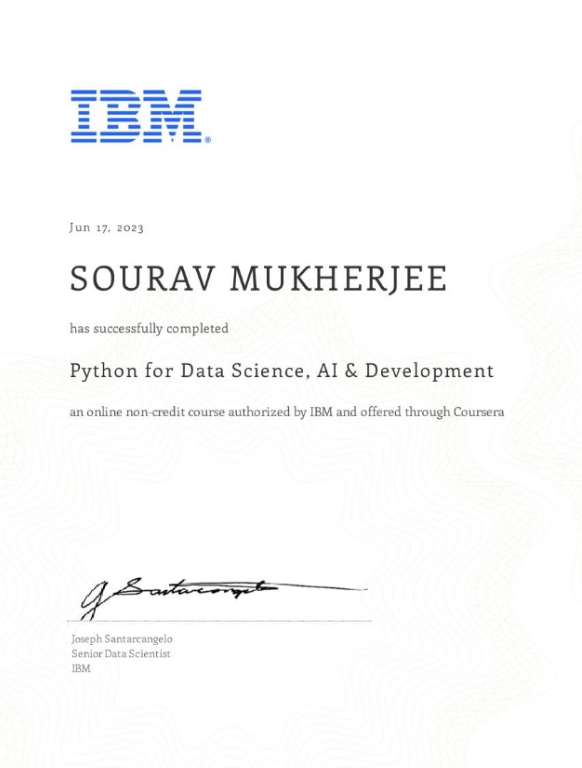 IBM®
Jun 17, 2023
SOURAV MUKHERJEE
has successfully completed
Python for Data Science, AI & Development
an online non-credit course authorized by IBM and offered through Coursera
J Santarcangelo
Joseph Santarcangelo
Senior Data Scientist
IBM